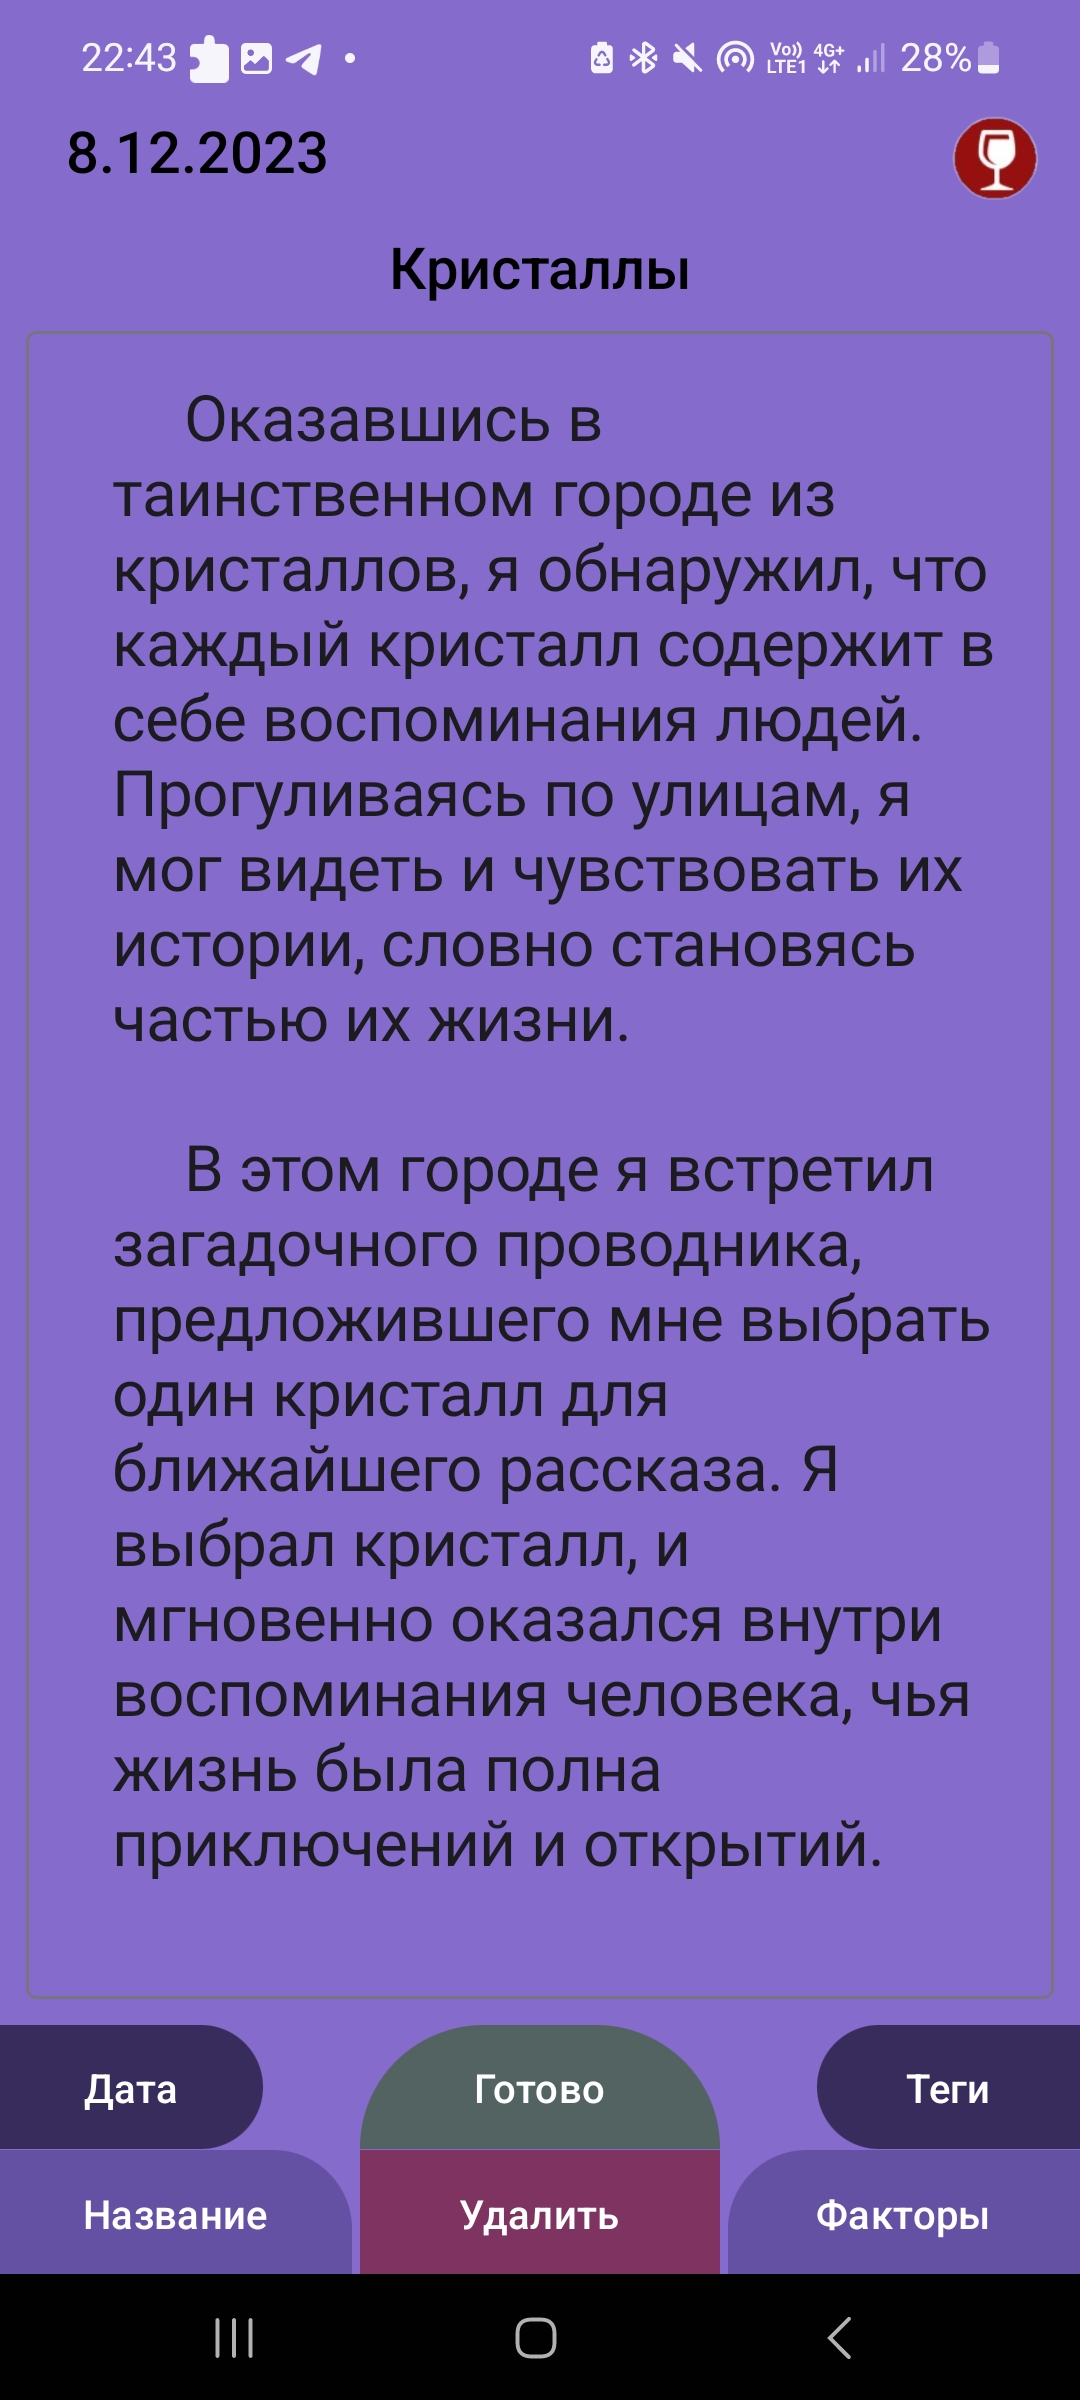 22:43
Vo)) LTE1 4G+ 28%
8.12.2023
Кристаллы
Оказавшись в
таинственном городе из
кристаллов, я обнаружил, что
каждый кристалл содержит в
себе воспоминания людей.
Прогуливаясь по улицам, я
мог видеть и чувствовать их
истории, словно становясь
частью их жизни.
В этом городе я встретил
загадочного проводника,
предложившего мне выбрать
один кристалл для
ближайшего рассказа. Я
выбрал кристалл, и
мгновенно оказался внутри
воспоминания человека, чья
жизнь была полна
приключений и открытий.
Дата
Готово
Теги
Название
Удалить
Факторы